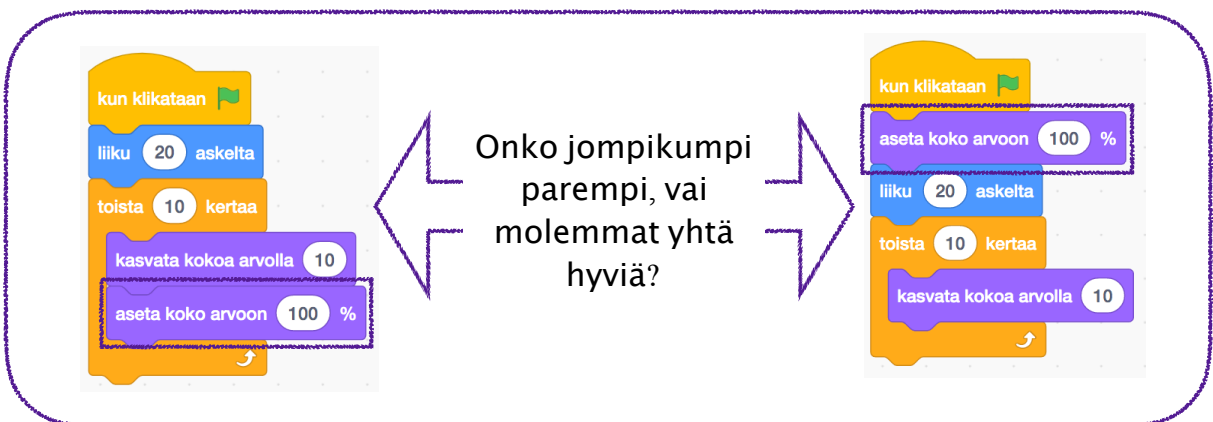 kun klikataan
liiku 20 askelta
toista 10 kertaa
kasvata kokoa arvolla 10
aseta koko arvoon 100 %
Onko jompikumpi
parempi, vai
molemmat yhtä
hyviä?
kun klikataan
aseta koko arvoon 100 %
liiku 20 askelta
toista 10 kertaa
kasvata kokoa arvolla 10